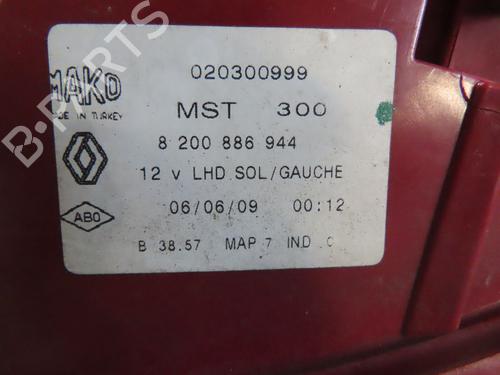 020300999
MAKO
MST 300
MADE IN TURKEY
8 200 886 944
12 v LHD SOL/GAUCHE
06/06/09 00:12
ABO
B 38.57 MAP 7 IND C
B-PARTS